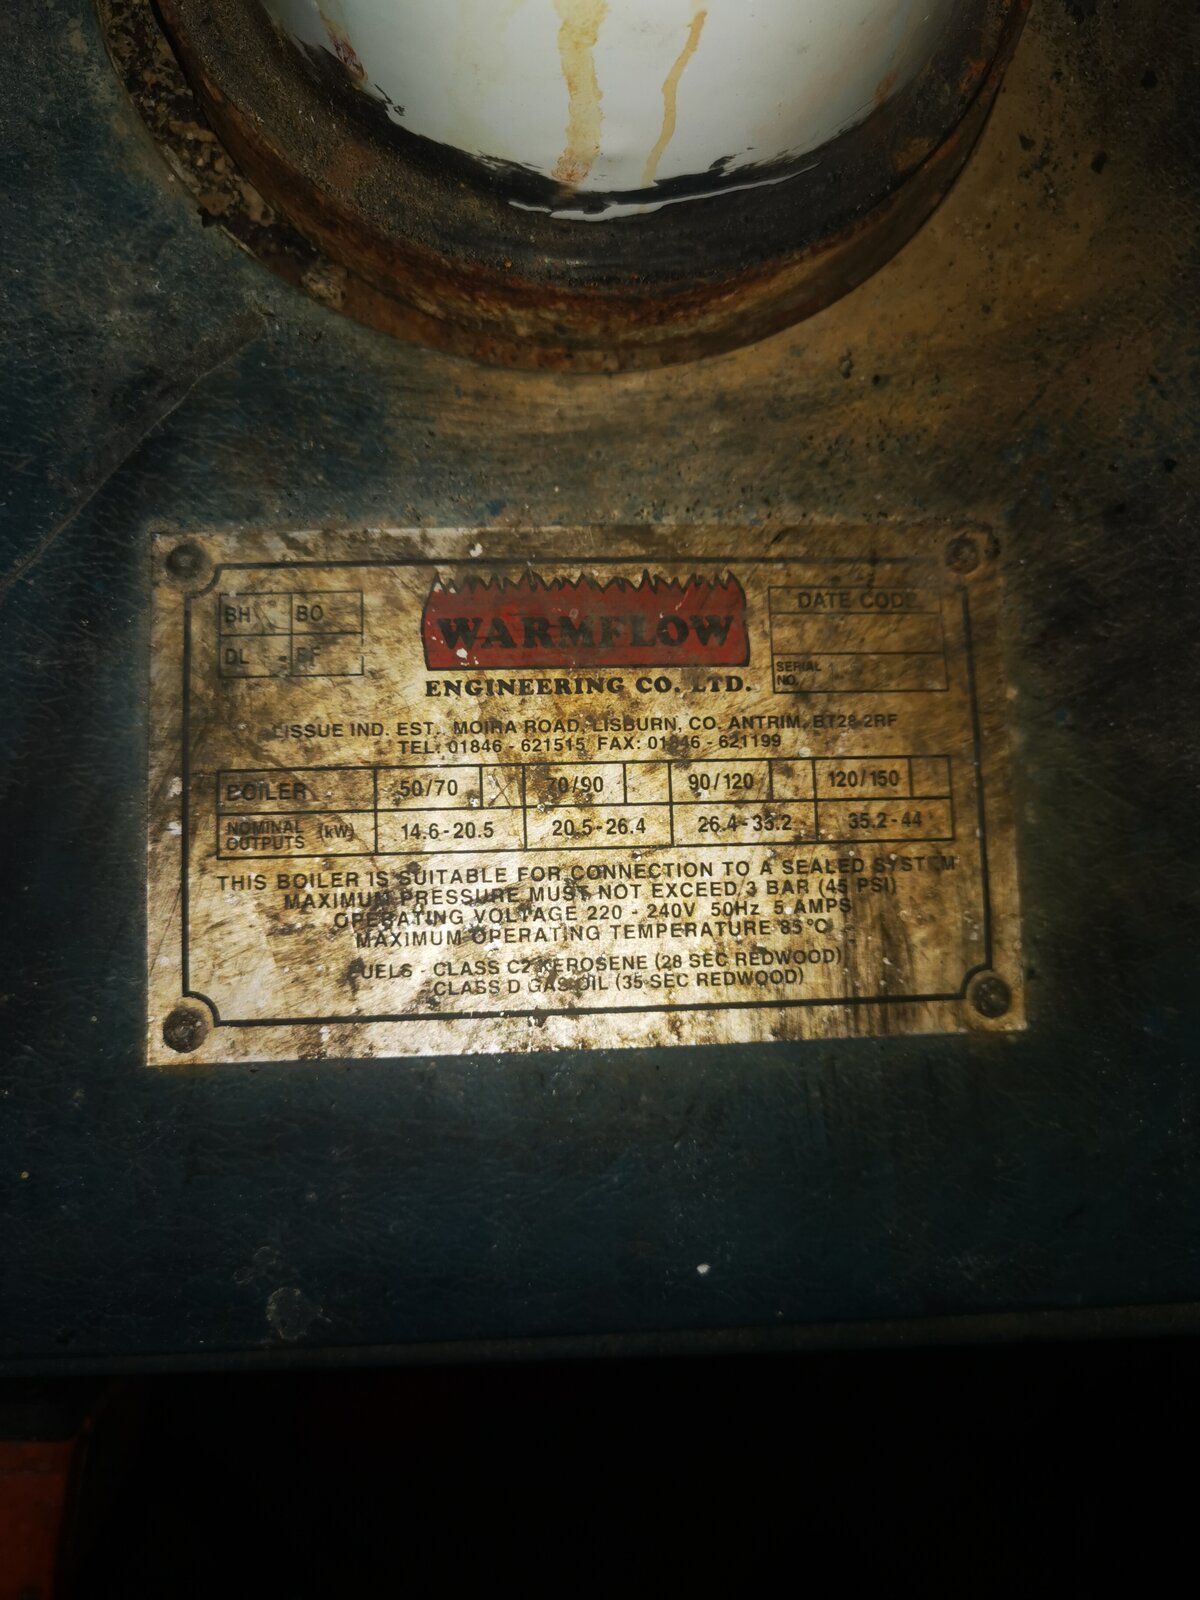 BH BO
DL BF
WARMFLOW
ENGINEERING CO. LTD.
DATE CODE
SERIAL
NO.
LISSUE IND. EST., MOIRA ROAD, LISBURN, CO. ANTRIM, BT28 2RF
TEL: 01846 - 621515 FAX: 01846 - 621199
BOILER 50/70 70/90 90/120 120/150
NOMINAL OUTPUTS (kW) 14.6-20.5 20.5-26.4 26.4-35.2 35.2-44
THIS BOILER IS SUITABLE FOR CONNECTION TO A SEALED SYSTEM
MAXIMUM PRESSURE MUST NOT EXCEED 3 BAR (45 PSI)
OPERATING VOLTAGE 220 - 240V 50Hz 5 AMPS
MAXIMUM OPERATING TEMPERATURE 85°C
FUELS - CLASS C2 KEROSENE (28 SEC REDWOOD)
CLASS D GAS OIL (35 SEC REDWOOD)